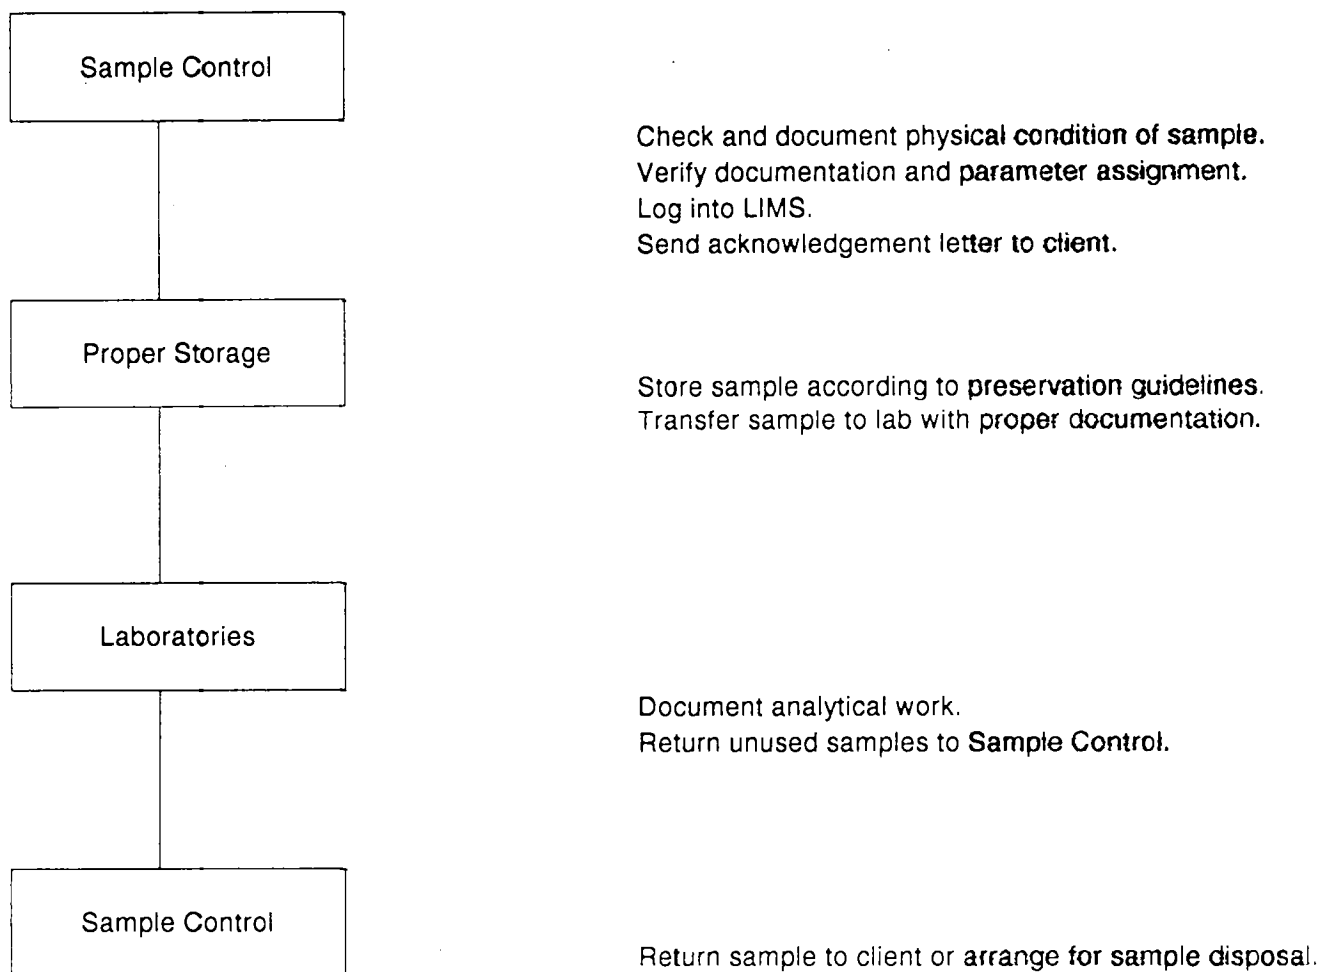 Sample Control
Check and document physical condition of sample.
Verify documentation and parameter assignment.
Log into LIMS.
Send acknowledgement letter to client.
Proper Storage
Store sample according to preservation guidelines.
Transfer sample to lab with proper documentation.
Laboratories
Document analytical work.
Return unused samples to Sample Control.
Sample Control
Return sample to client or arrange for sample disposal.